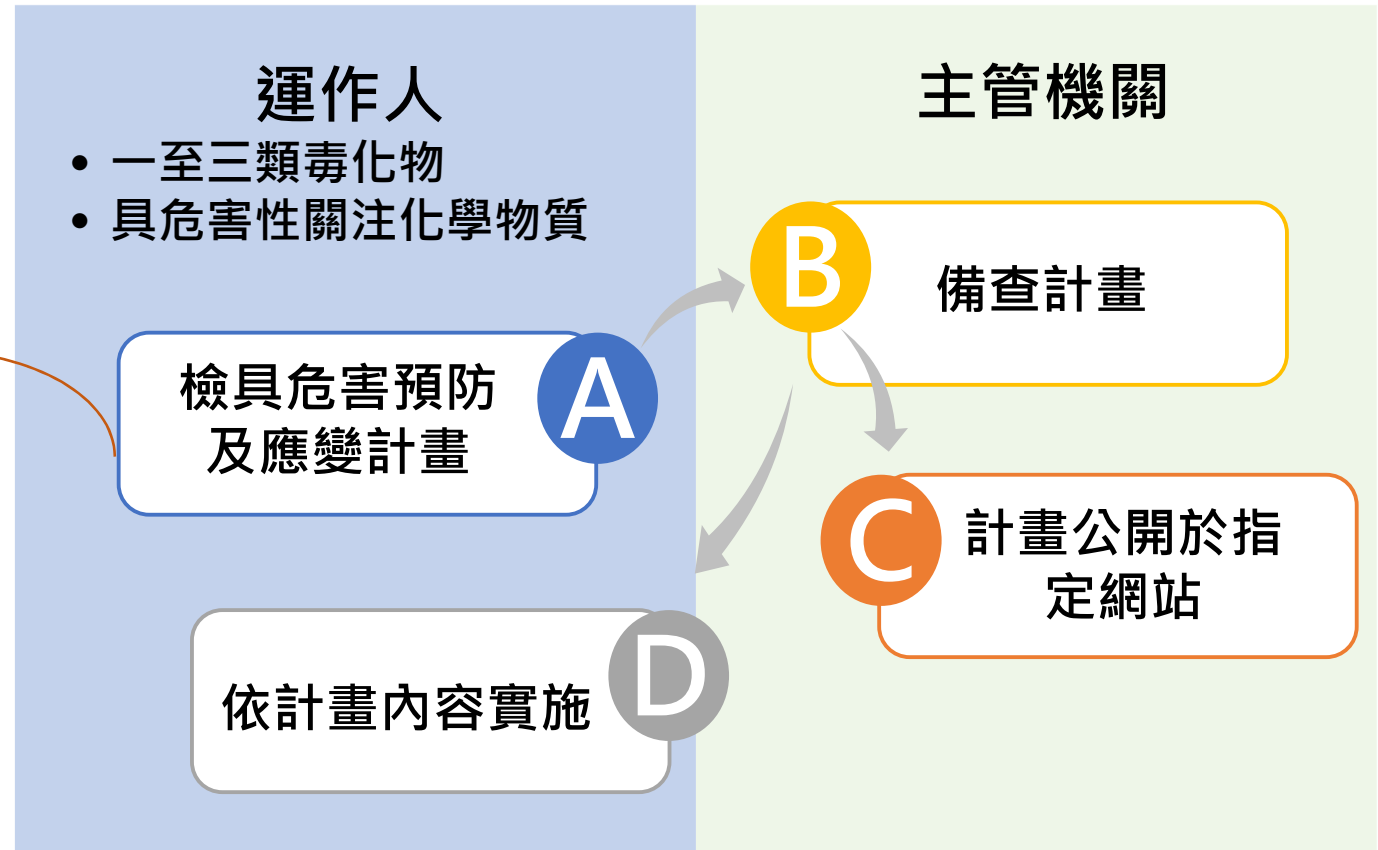 運作人
• 一至三類毒化物
• 具危害性關注化學物質
檢具危害預防
及應變計畫
A
依計畫內容實施
D
主管機關
B
備查計畫
C
計畫公開於指
定網站